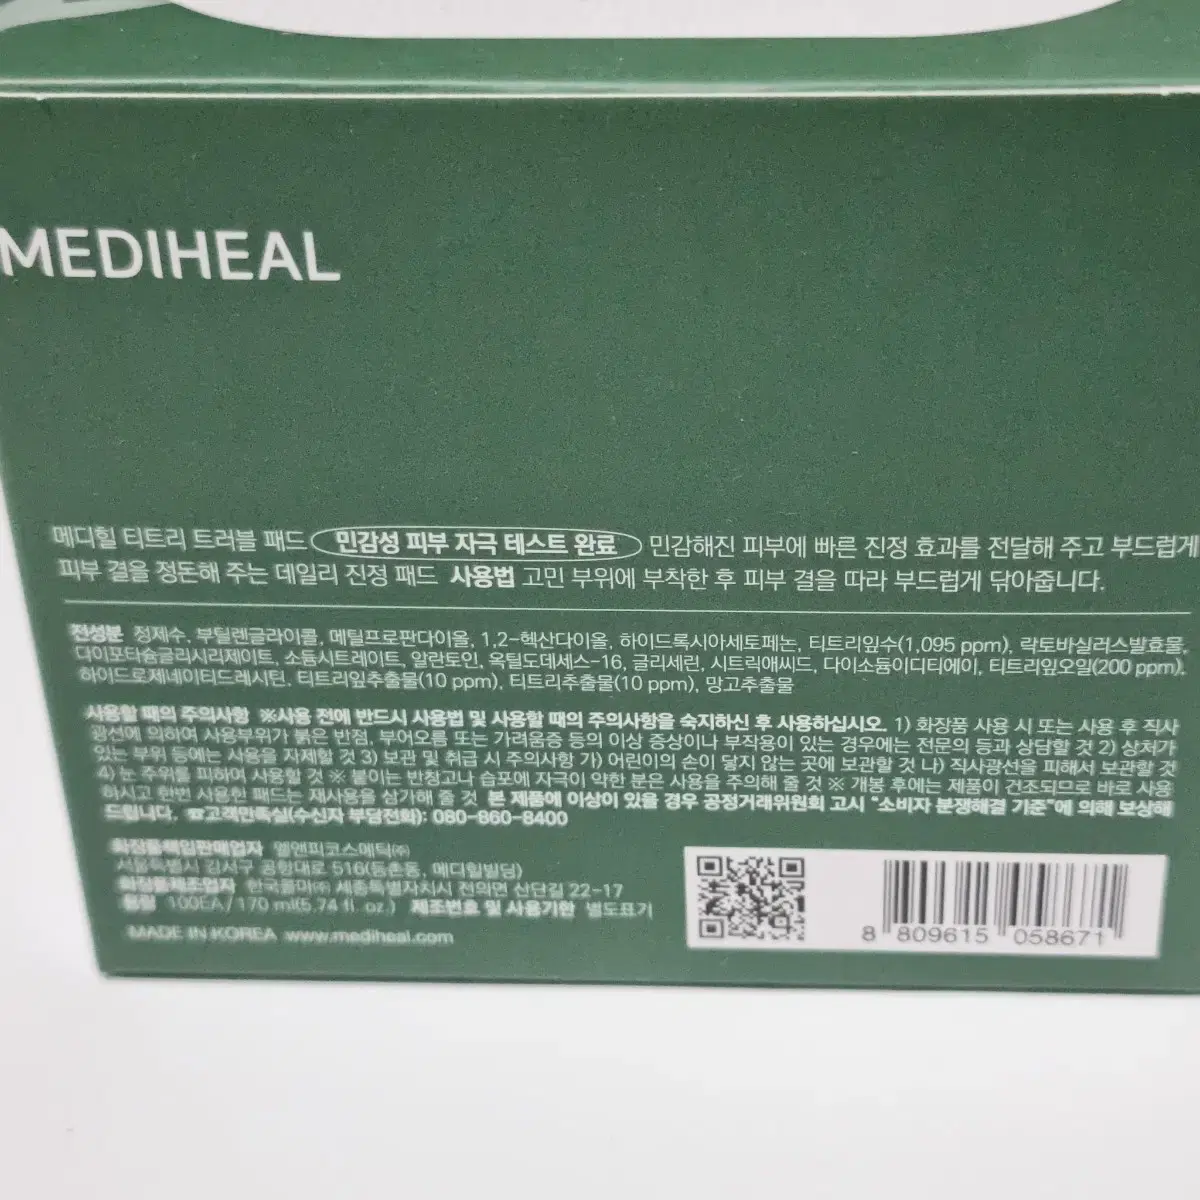 MEDIHEAL
메디힐 티트리 트러블 패드 민감성 피부 자극 테스트 완료 민감해진 피부에 빠른 진정 효과를 전달해 주고 부드럽게
피부 결을 정돈해 주는 데일리 진정 패드 사용법 고민 부위에 부착한 후 피부 결을 따라 부드럽게 닦아줍니다.
전성분 정제수, 부틸렌글라이콜, 메틸프로판다이올, 1,2-헥산다이올, 하이드록시아세토페논, 티트리잎수(1,095 ppm), 락토바실러스발효물,
다이포타슘글리시리제이트, 소듐시트레이트, 알란토인, 옥틸도데세스-16, 글리세린, 시트릭애씨드, 다이소듐이디티에이, 티트리잎오일(200 ppm),
하이드로제네이티드레시틴, 티트리잎추출물(10 ppm), 티트리추출물(10 ppm), 망고추출물
사용할 때의 주의사항 ※사용 전에 반드시 사용법 및 사용할 때의 주의사항을 숙지하신 후 사용하십시오. 1) 화장품 사용 시 또는 사용 후 직사
광선에 의하여 사용부위가 붉은 반점, 부어오름 또는 가려움증 등의 이상 증상이나 부작용이 있는 경우에는 전문의 등과 상담할 것 2) 상처가
있는 부위 등에는 사용을 자제할 것 3) 보관 및 취급 시 주의사항 가) 어린이의 손이 닿지 않는 곳에 보관할 것 나) 직사광선을 피해서 보관할 것
4) 눈 주위를 피하여 사용할 것 ※ 붙이는 반창고나 습포에 자극이 약한 분은 사용을 주의해 줄 것 ※ 개봉 후에는 제품이 건조되므로 바로 사용
하시고 한번 사용한 패드는 재사용을 삼가해 줄 것 본 제품에 이상이 있을 경우 공정거래위원회 고시 "소비자 분쟁해결 기준"에 의해 보상해
드립니다. ☎고객만족실(수신자 부담전화): 080-860-8400
화장품책임판매업자 엘앤피코스메틱㈜
서울특별시 강서구 공항대로 516(등촌동, 메디힐빌딩)
화장품제조업자 한국콜마㈜ 세종특별자치시 전의면 산단길 22-17
용량 100EA/170 ml(5.74 fl. oz.) 제조번호 및 사용기한 별도표기
MADE IN KOREA www.mediheal.com
8 809615 058671